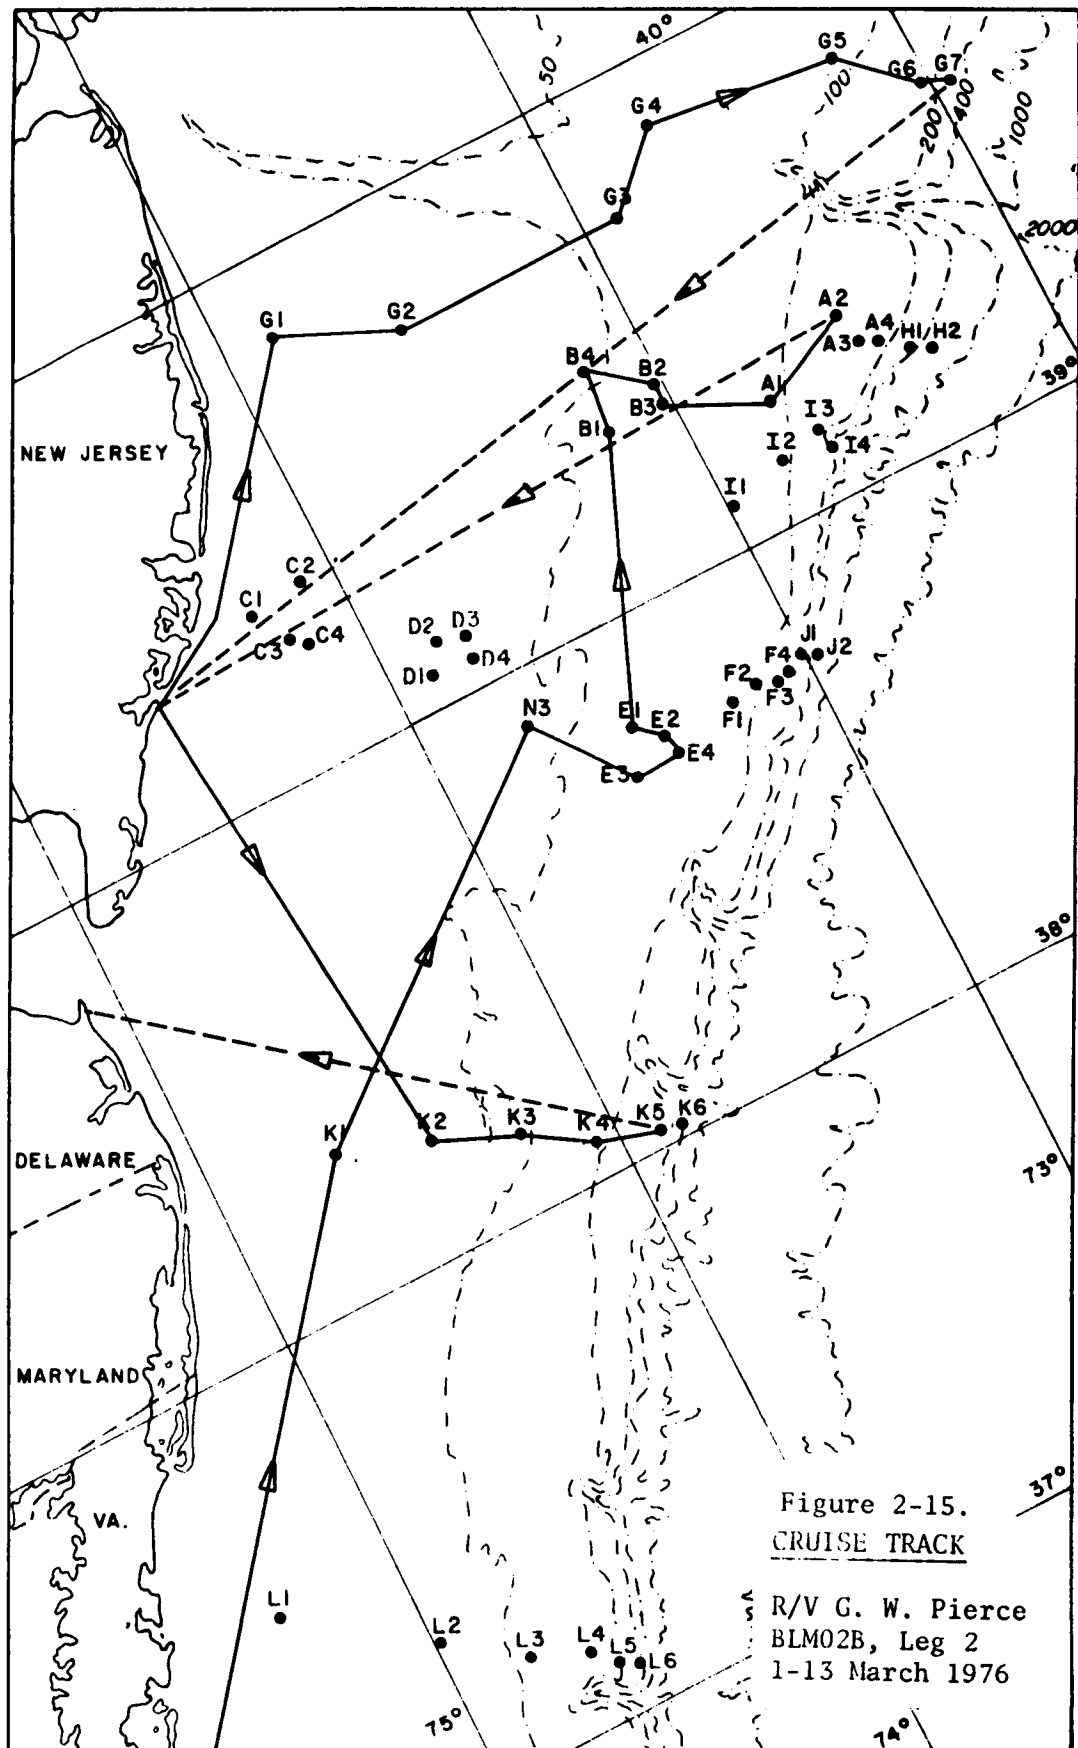 40°
50
100
200
400
1000
2000
G5
G6
G7
G4
G3
G1
G2
A2
A3
A4
H1/H2
39°
B4
B2
B3
A1
B1
I3
I4
I2
I1
NEW JERSEY
C2
C1
C3
C4
D2
D3
D1
D4
J1
J2
F4
F2
F3
F1
N3
E1
E2
E4
E3
38°
K1
K2
K3
K4
K5
K6
73°
DELAWARE
MARYLAND
VA.
37°
L1
L2
L3
L4
L5
L6
75°
74°
Figure 2-15.
CRUISE TRACK
R/V G. W. Pierce
BLM02B, Leg 2
1-13 March 1976